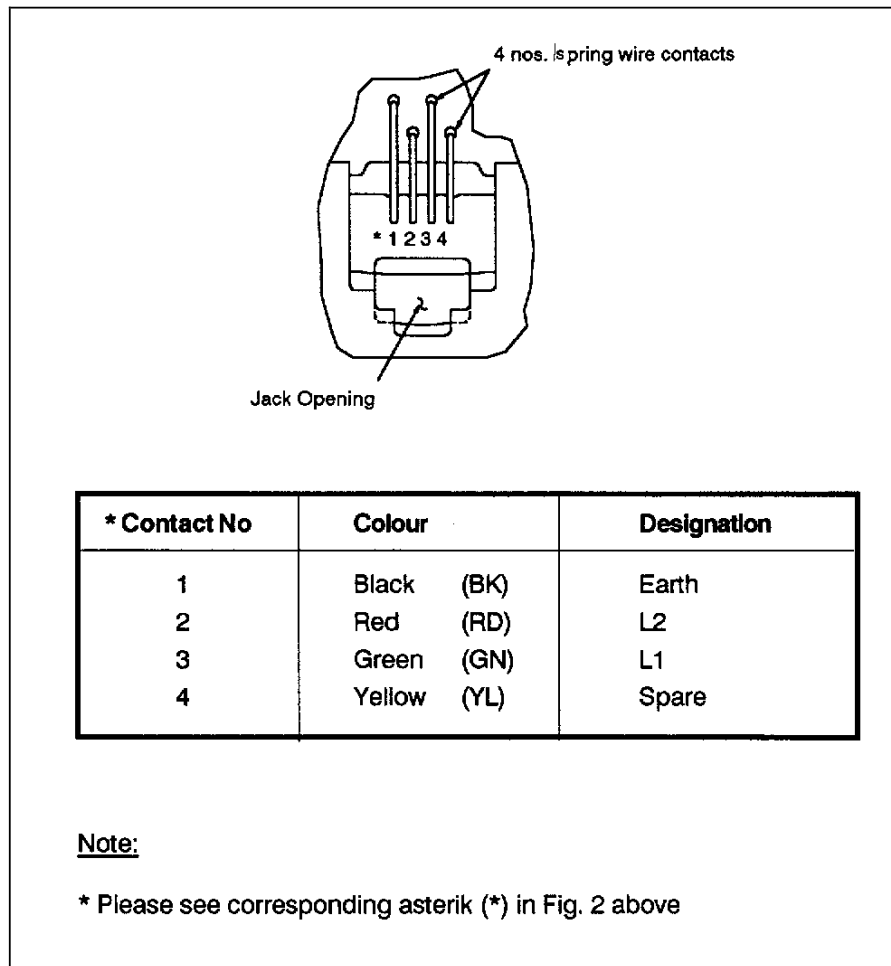 4 nos. spring wire contacts
* 1 2 3 4
Jack Opening
* Contact No Colour Designation
1 Black (BK) Earth
2 Red (RD) L2
3 Green (GN) L1
4 Yellow (YL) Spare
Note:
* Please see corresponding asterik (*) in Fig. 2 above